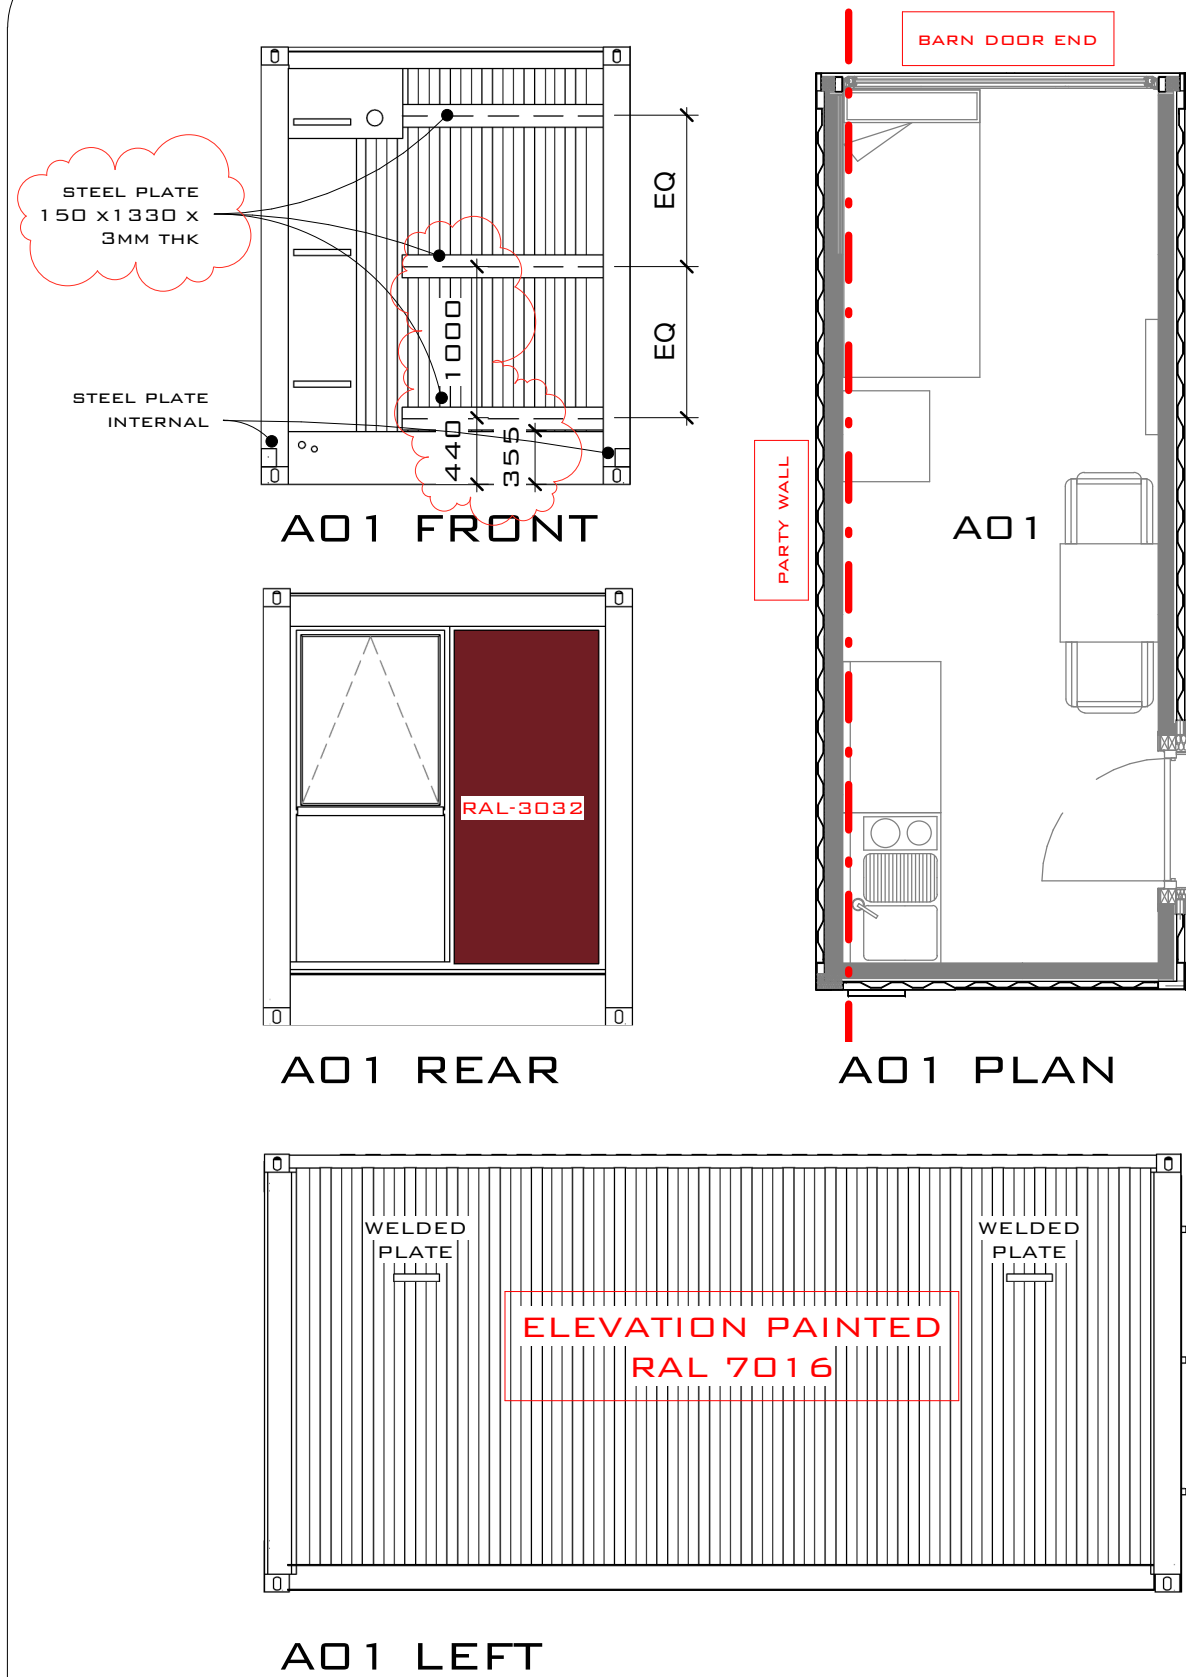 BARN DOOR END
STEEL PLATE
150 x1330 x
3MM THK
EQ
EQ
1000
440
355
STEEL PLATE
INTERNAL
A01 FRONT
PARTY WALL
A01
RAL-3032
A01 REAR
A01 PLAN
WELDED
PLATE
WELDED
PLATE
ELEVATION PAINTED
RAL 7016
A01 LEFT